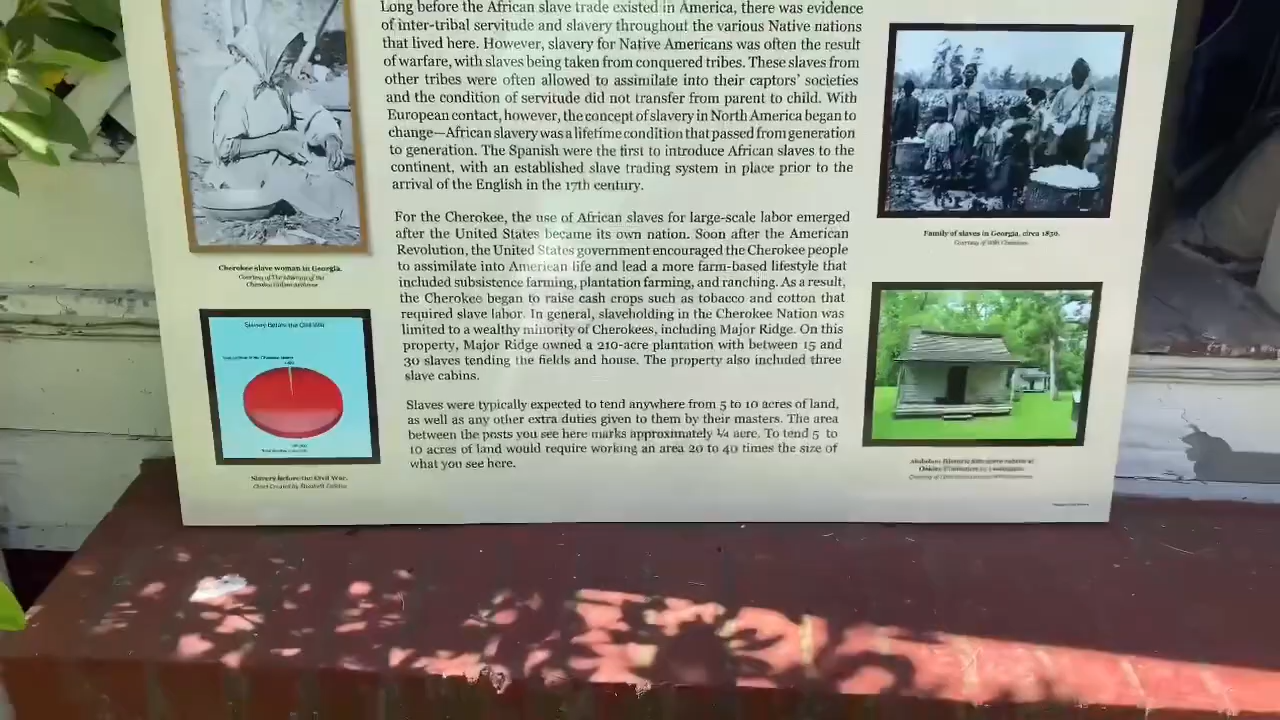 Long before the African slave trade existed in America, there was evidence
of inter-tribal servitude and slavery throughout the various Native nations
that lived here. However, slavery for Native Americans was often the result
of warfare, with slaves being taken from conquered tribes. These slaves from
other tribes were often allowed to assimilate into their captors' societies
and the condition of servitude did not transfer from parent to child. With
European contact, however, the concept of slavery in North America began to
change—African slavery was a lifetime condition that passed from generation
to generation. The Spanish were the first to introduce African slaves to the
continent, with an established slave trading system in place prior to the
arrival of the English in the 17th century.
For the Cherokee, the use of African slaves for large-scale labor emerged
after the United States became its own nation. Soon after the American
Revolution, the United States government encouraged the Cherokee people
to assimilate into American life and lead a more farm-based lifestyle that
included subsistence farming, plantation farming, and ranching. As a result,
the Cherokee began to raise cash crops such as tobacco and cotton that
required slave labor. In general, slaveholding in the Cherokee Nation was
limited to a wealthy minority of Cherokees, including Major Ridge. On this
property, Major Ridge owned a 210-acre plantation with between 15 and
30 slaves tending the fields and house. The property also included three
slave cabins.
Slaves were typically expected to tend anywhere from 5 to 10 acres of land,
as well as any other extra duties given to them by their masters. The area
between the posts you see here marks approximately ¼ acre. To tend 5 to
10 acres of land would require working an area 20 to 40 times the size of
what you see here.
Cherokee slave woman in Georgia.
Courtesy of The Museum of the
Slavery Before the Civil War
Slavery before the Civil War.
Chart Created by Elizabeth
Family of slaves in Georgia, circa 1850.
Courtesy of